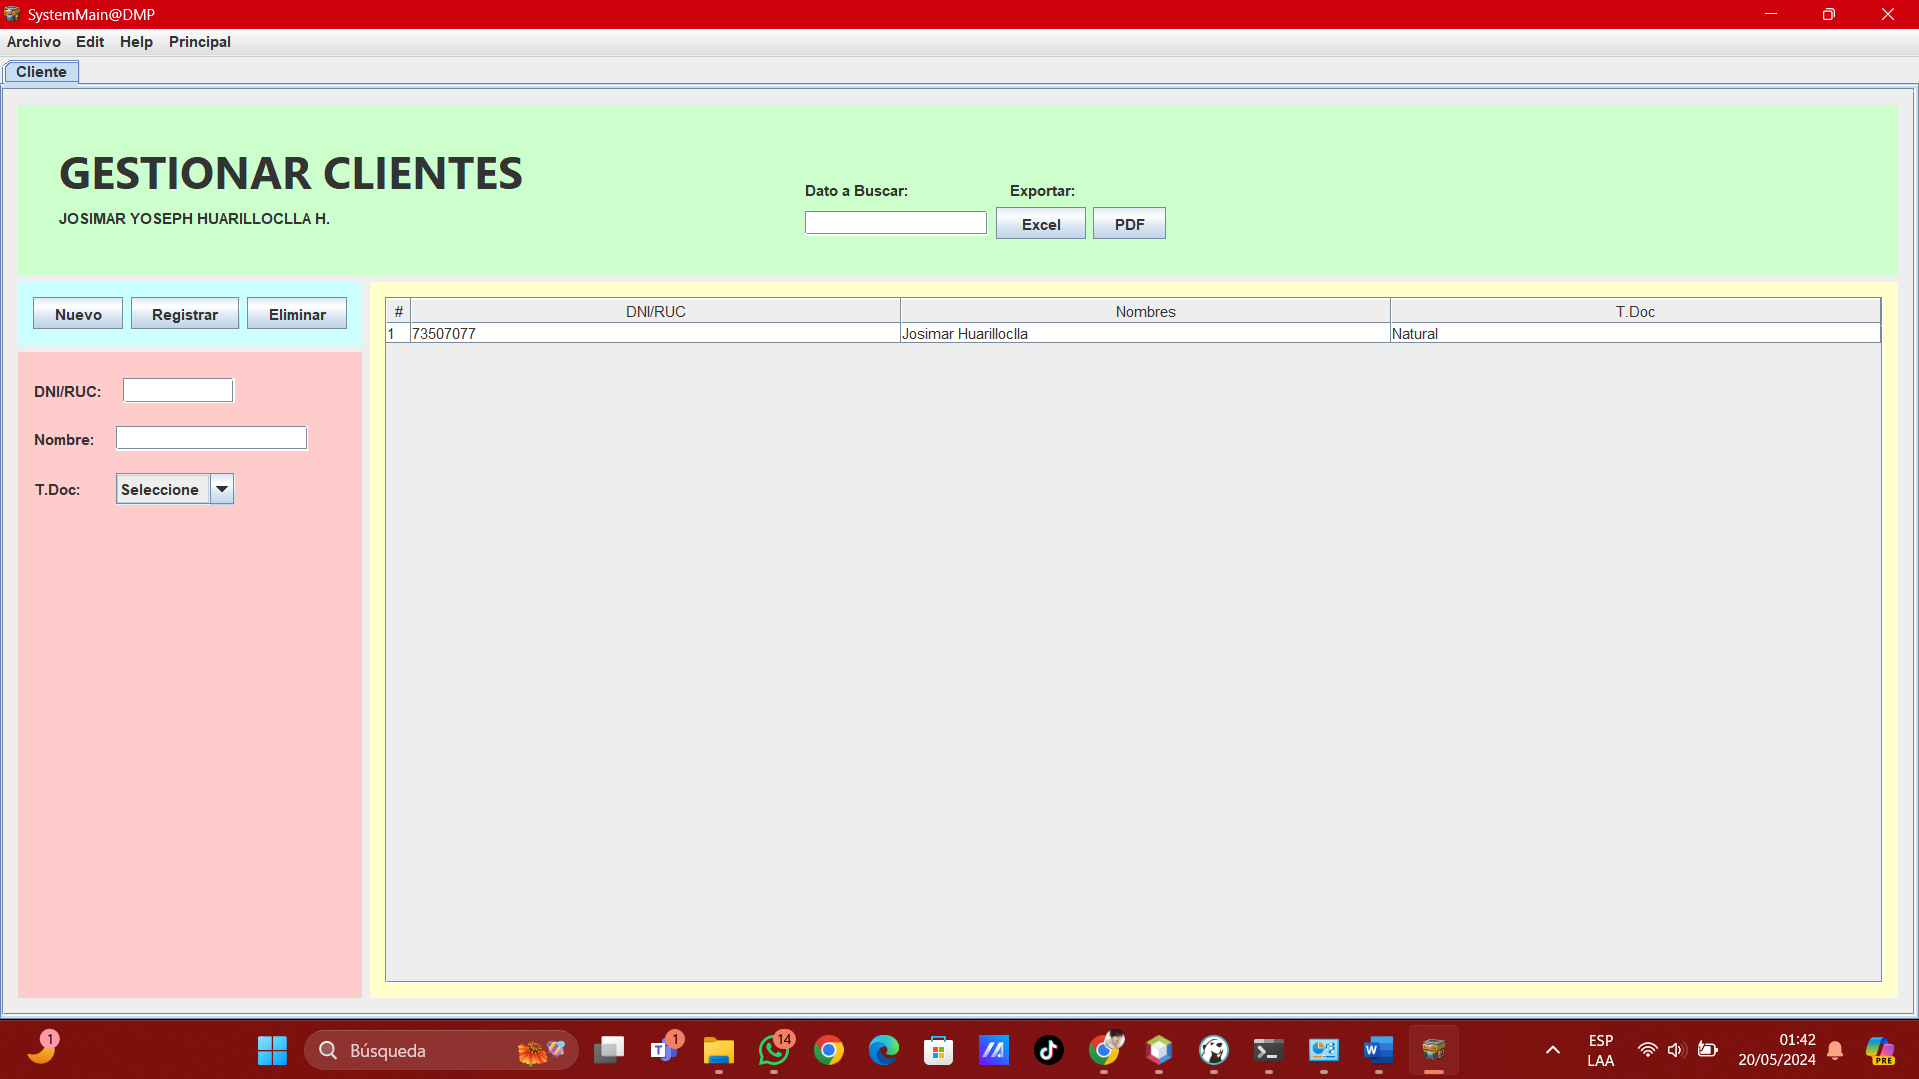 SystemMain@DMP
Archivo Edit Help Principal
Cliente
GESTIONAR CLIENTES
JOSIMAR YOSEPH HUARILLOCLLA H.
Dato a Buscar: Exportar:
Excel PDF
Nuevo Registrar Eliminar
DNI/RUC:
Nombre:
T.Doc: Seleccione
# DNI/RUC Nombres T.Doc
1 73507077 Josimar Huarilloclla Natural
1
Búsqueda
1
14
W
ESP
LAA
01:42
20/05/2024
PRE